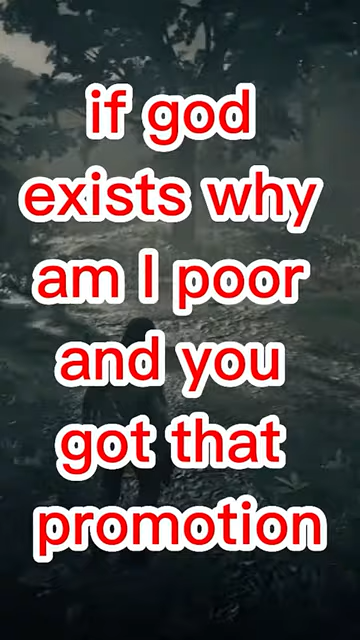 if god
exists why
am I poor
and you
got that
promotion